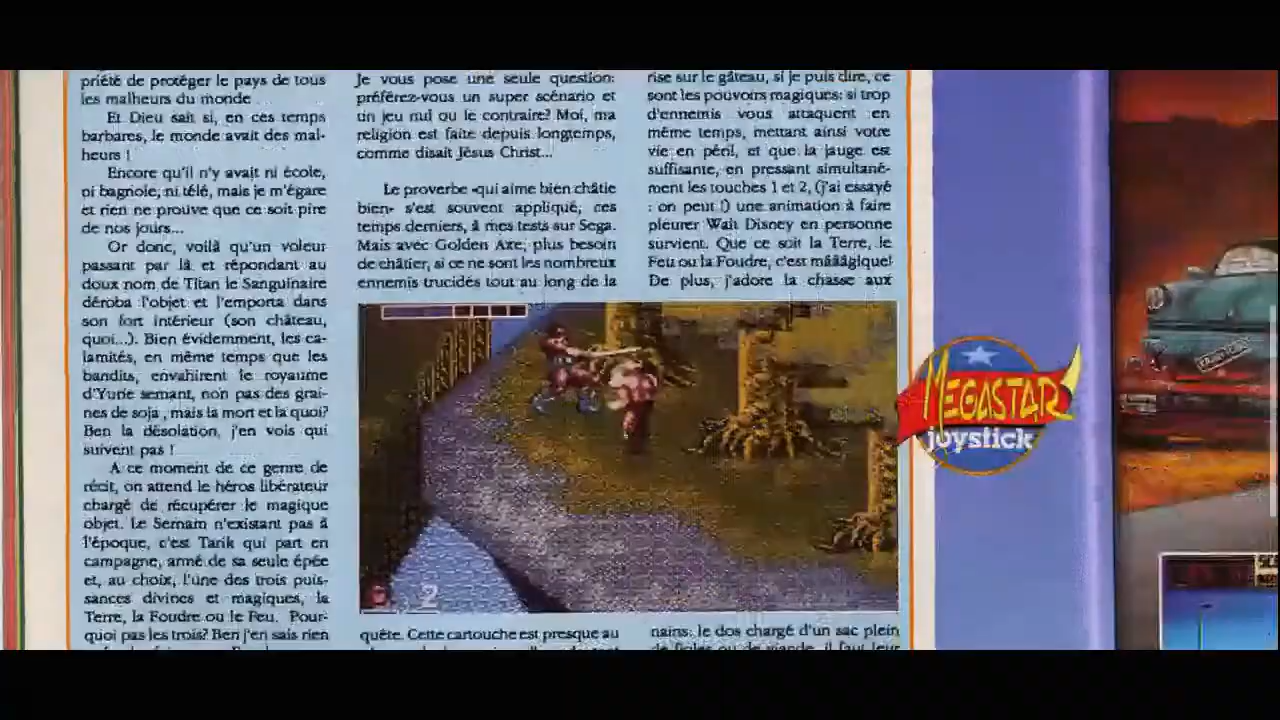 priété de protéger le pays de tous
les malheurs du monde
Et Dieu sait si, en ces temps
barbares, le monde avait des mal-
heurs !
Encore qu'il n'y avait ni école,
ni bagnole, ni télé, mais je m'égare
et rien ne prouve que ce soit pire
de nos jours...
Or donc, voilà qu'un voleur
passant par là et répondant au
doux nom de Titan le Sanguinaire
déroba l'objet et l'emporta dans
son fort intérieur (son château,
quoi...). Bien évidemment, les ca-
lamités, en même temps que les
bandits, envahirent le royaume
d'Yurie semant, non pas des grai-
nes de soja , mais la mort et la quoi?
Ben la désolation, j'en vois qui
suivent pas !
A ce moment de ce genre de
récit, on attend le héros libérateur
chargé de récupérer le magique
objet. Le Sernam n'existant pas à
l'époque, c'est Tarik qui part en
campagne, armé de sa seule épée
et, au choix, l'une des trois puis-
sances divines et magiques, la
Terre, la Foudre ou le Feu. Pour-
quoi pas les trois? Ben j'en sais rien
Je vous pose une seule question:
préférez-vous un super scénario et
un jeu nul ou le contraire? Moi, ma
religion est faite depuis longtemps,
comme disait Jésus Christ...
Le proverbe «qui aime bien châtie
bien» s'est souvent appliqué, ces
temps derniers, à mes tests sur Sega.
Mais avec Golden Axe, plus besoin
de châtier, si ce ne sont les nombreux
ennemis trucidés tout au long de la
2
quête. Cette cartouche est presque au
rise sur le gâteau, si je puis dire, ce
sont les pouvoirs magiques: si trop
d'ennemis vous attaquent en
même temps, mettant ainsi votre
vie en péril, et que la jauge est
suffisante, en pressant simultané-
ment les touches 1 et 2, (j'ai essayé
: on peut !) une animation à faire
pleurer Walt Disney en personne
survient. Que ce soit la Terre, le
Feu ou la Foudre, c'est mâââgique!
De plus, j'adore la chasse aux
nains: le dos chargé d'un sac plein
de fioles ou de viande, il faut leur
MEGASTAR
joystick